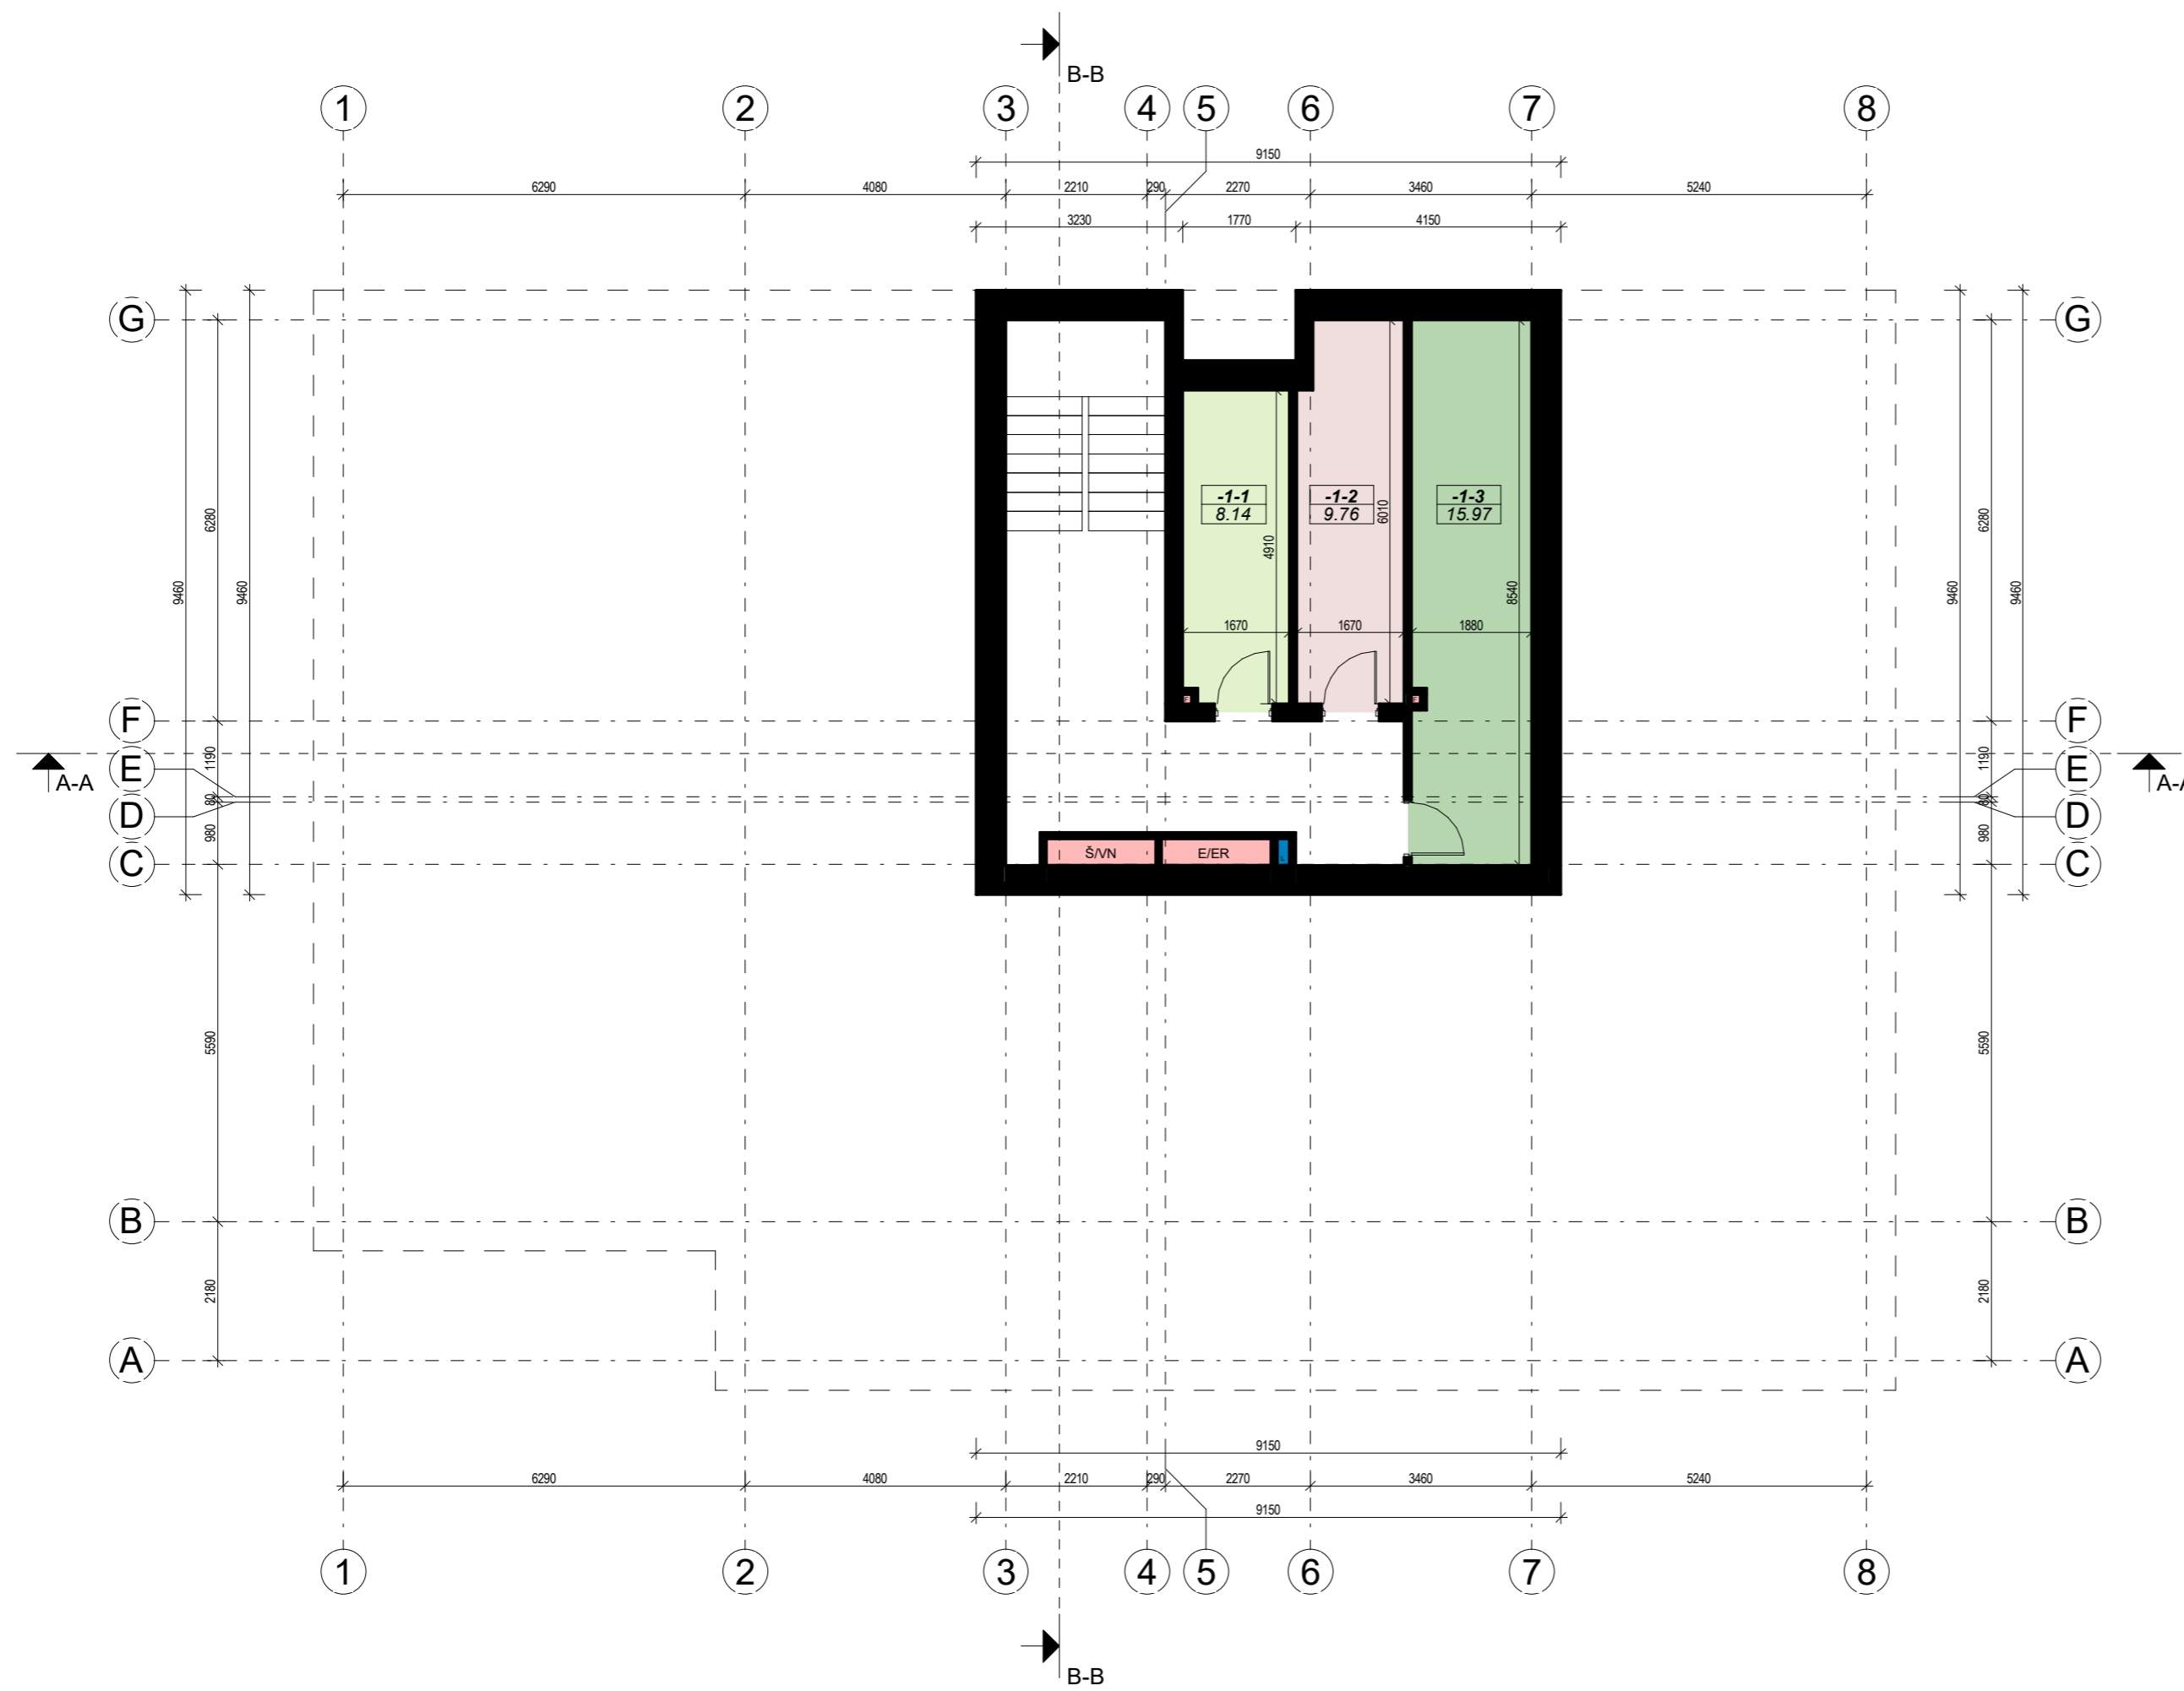 B-B
1 2 3 4 5 6 7 8
9150
6290 4080 2210 290 2270 3460 5240
3230 1770 4150
G G
-1-1 -1-2 -1-3
8.14 9.76 15.97
6280 6010 6280
4910
9460 9460 8540 9460 9460
1670 1670 1880
F F
1190 1190
A-A E E A-A
80 80
D D
980 980
C Š/VN E/ER C
5590 5590
B B
2180 2180
A A
9150
6290 4080 2210 290 2270 3460 5240
9150
1 2 3 4 5 6 7 8
B-B